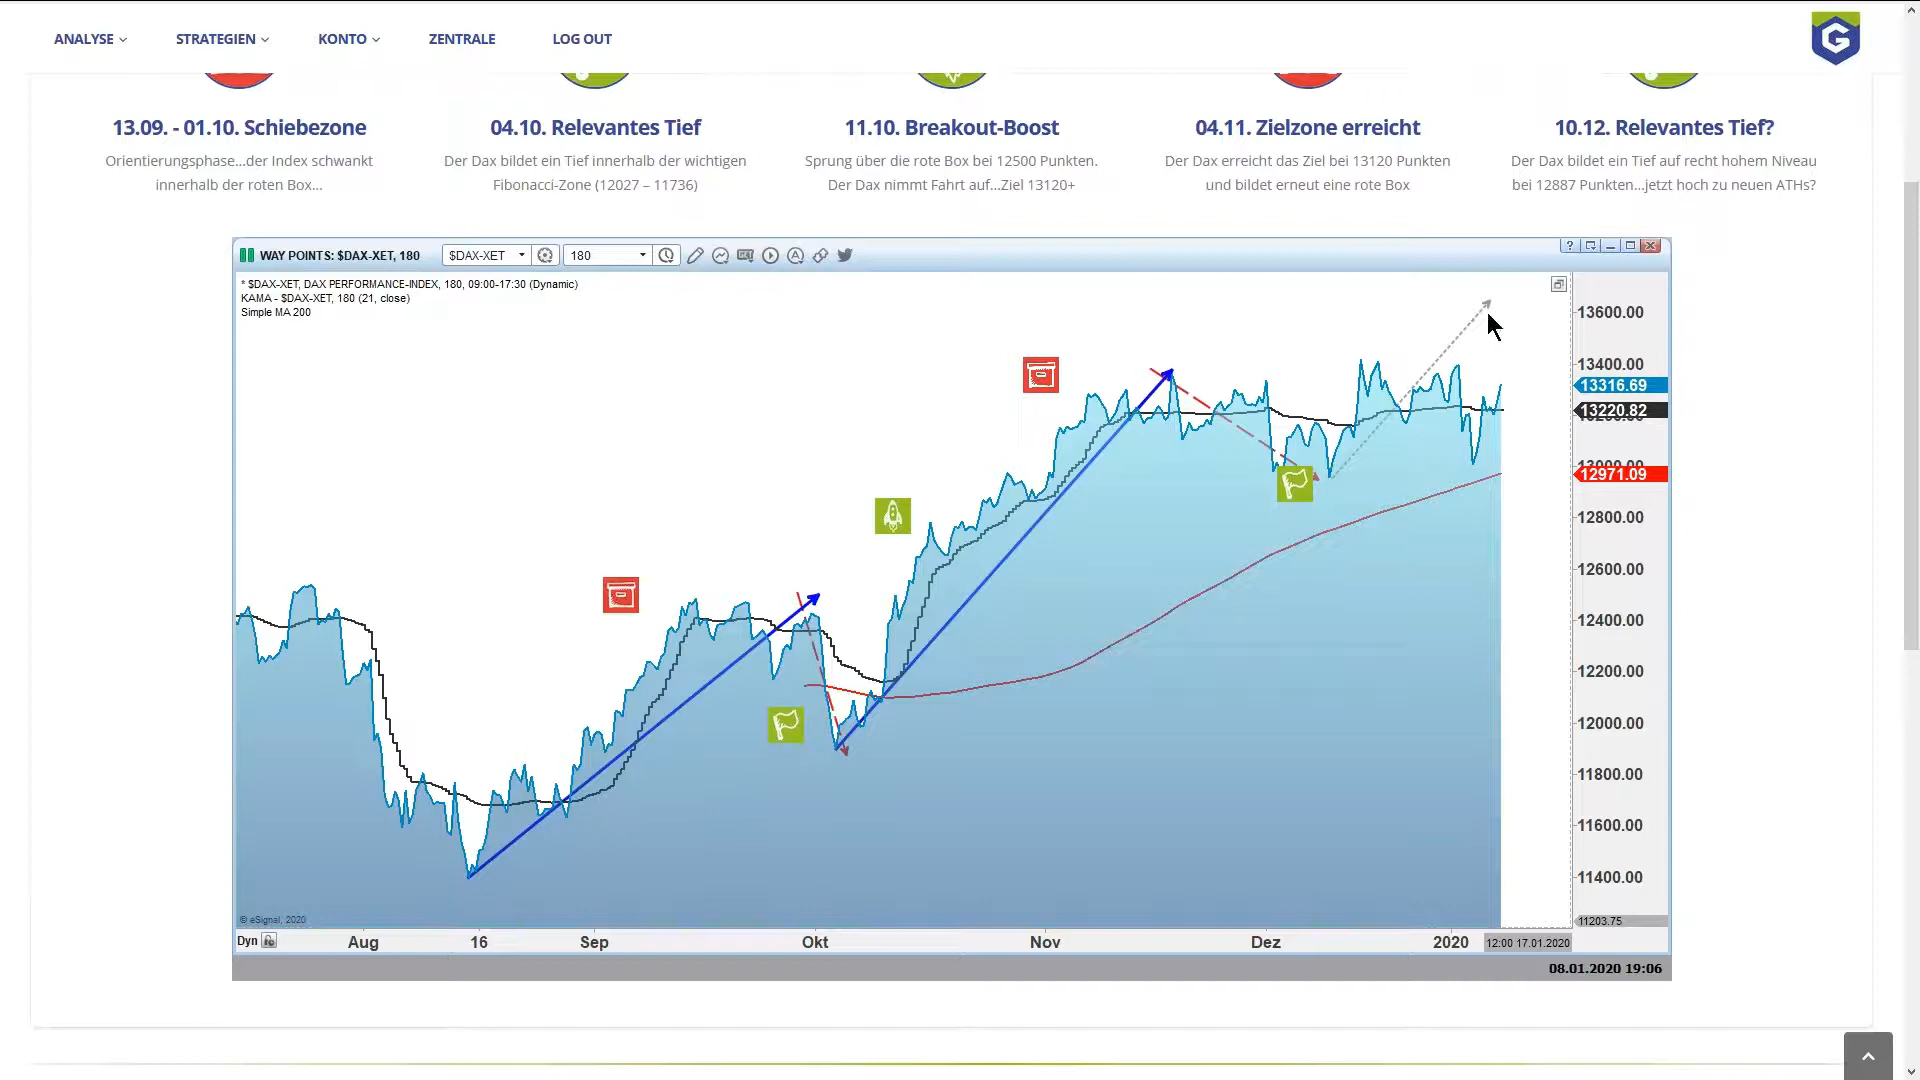 ANALYSE
STRATEGIEN
KONTO
ZENTRALE
LOG OUT
G
13.09. - 01.10. Schiebezone
Orientierungsphase...der Index schwankt
innerhalb der roten Box...
04.10. Relevantes Tief
Der Dax bildet ein Tief innerhalb der wichtigen
Fibonacci-Zone (12027 – 11736)
11.10. Breakout-Boost
Sprung über die rote Box bei 12500 Punkten.
Der Dax nimmt Fahrt auf...Ziel 13120+
04.11. Zielzone erreicht
Der Dax erreicht das Ziel bei 13120 Punkten
und bildet erneut eine rote Box
10.12. Relevantes Tief?
Der Dax bildet ein Tief auf recht hohem Niveau
bei 12887 Punkten...jetzt hoch zu neuen ATHs?
WAY POINTS: $DAX-XET, 180
$DAX-XET
180
* $DAX-XET, DAX PERFORMANCE-INDEX, 180, 09:00-17:30 (Dynamic)
KAMA - $DAX-XET, 180 (21, close)
Simple MA 200
13600.00
13400.00
13316.69
13220.82
13000.00
12971.09
12800.00
12600.00
12400.00
12200.00
12000.00
11800.00
11600.00
11400.00
11203.75
© eSignal, 2020
Dyn
Aug
16
Sep
Okt
Nov
Dez
2020
12:00 17.01.2020
08.01.2020 19:06